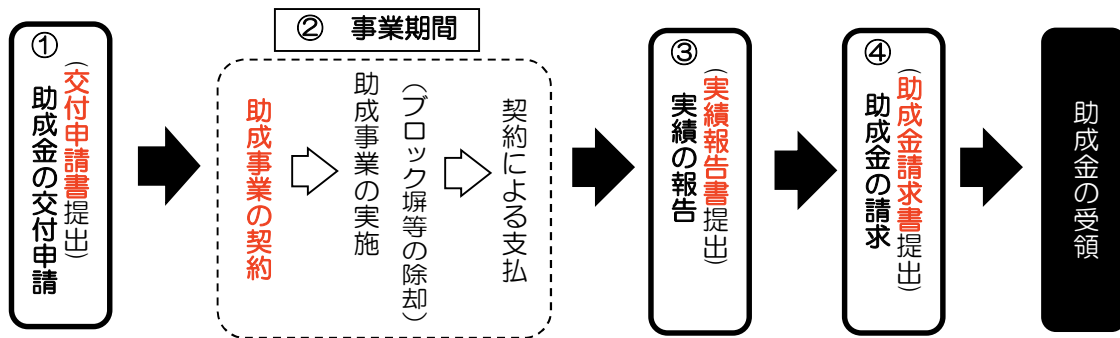 ①
助成金の交付申請
（交付申請書提出）
② 事業期間
助成事業の契約
助成事業の実施
（ブロック塀等の除却）
契約による支払
③
実績の報告
（実績報告書提出）
④
助成金の請求
（助成金請求書提出）
助成金の受領